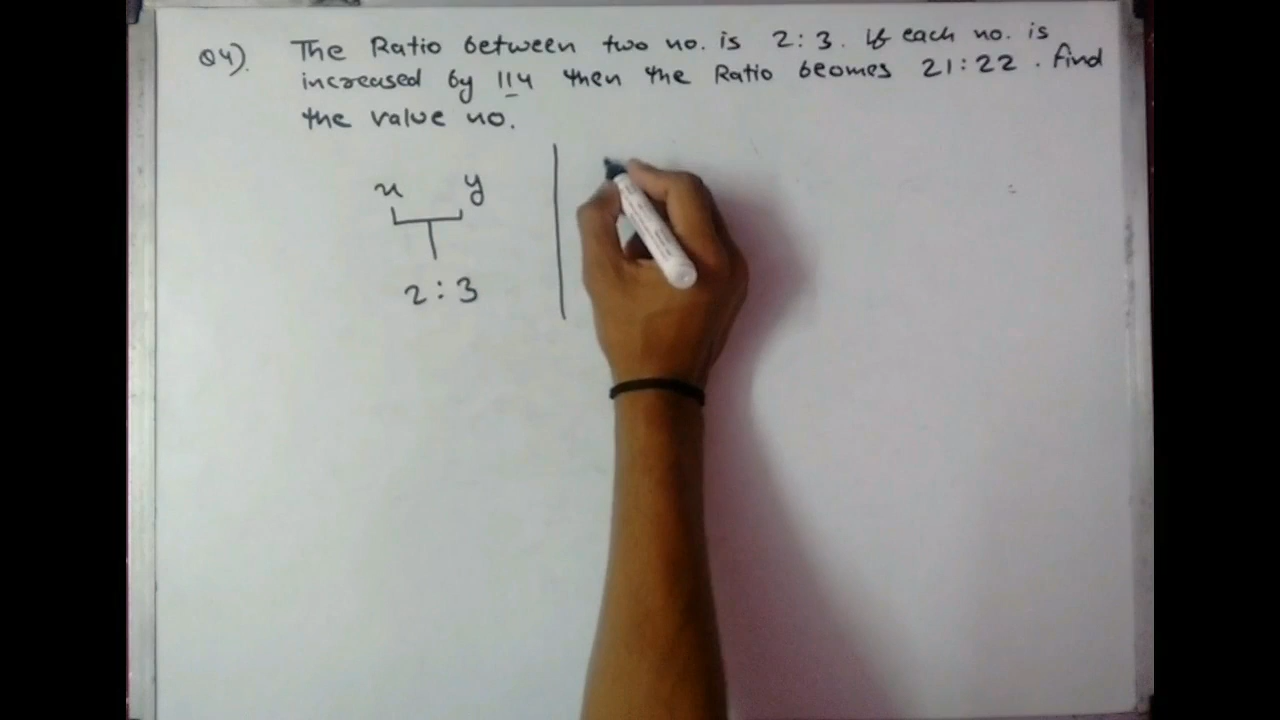 Q4). The Ratio between two no. is 2:3. if each no. is
increased by 114 then the Ratio beomes 21:22. find
the value no.
x y
2:3